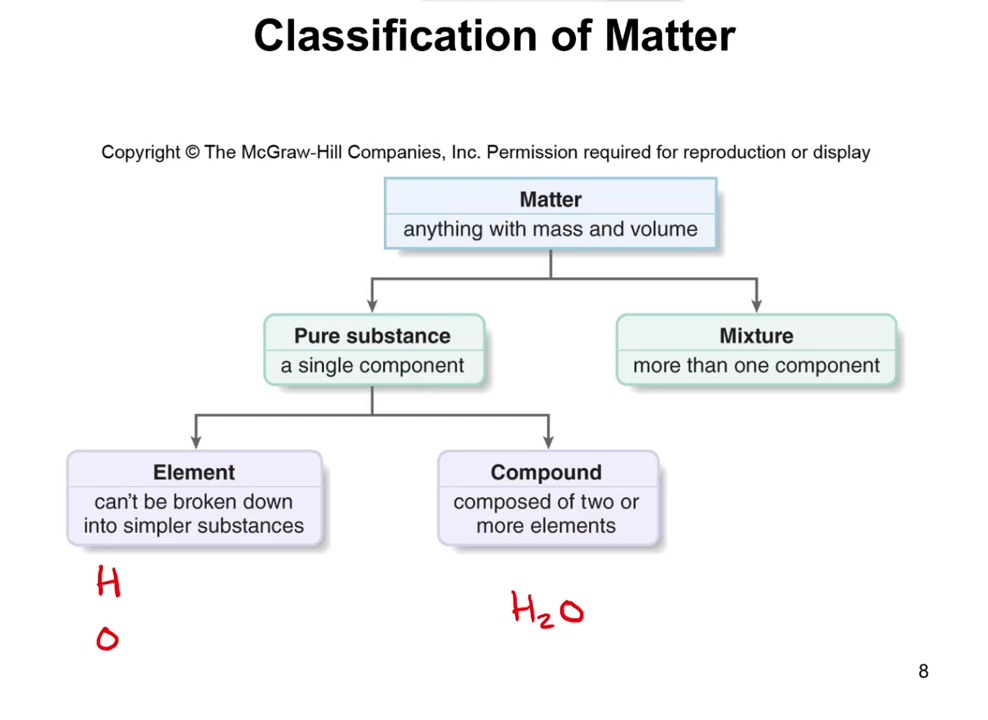 Classification of Matter
Copyright © The McGraw-Hill Companies, Inc. Permission required for reproduction or display
Matter
anything with mass and volume
Pure substance
a single component
Mixture
more than one component
Element
can't be broken down
into simpler substances
Compound
composed of two or
more elements
H
O
H₂O
8